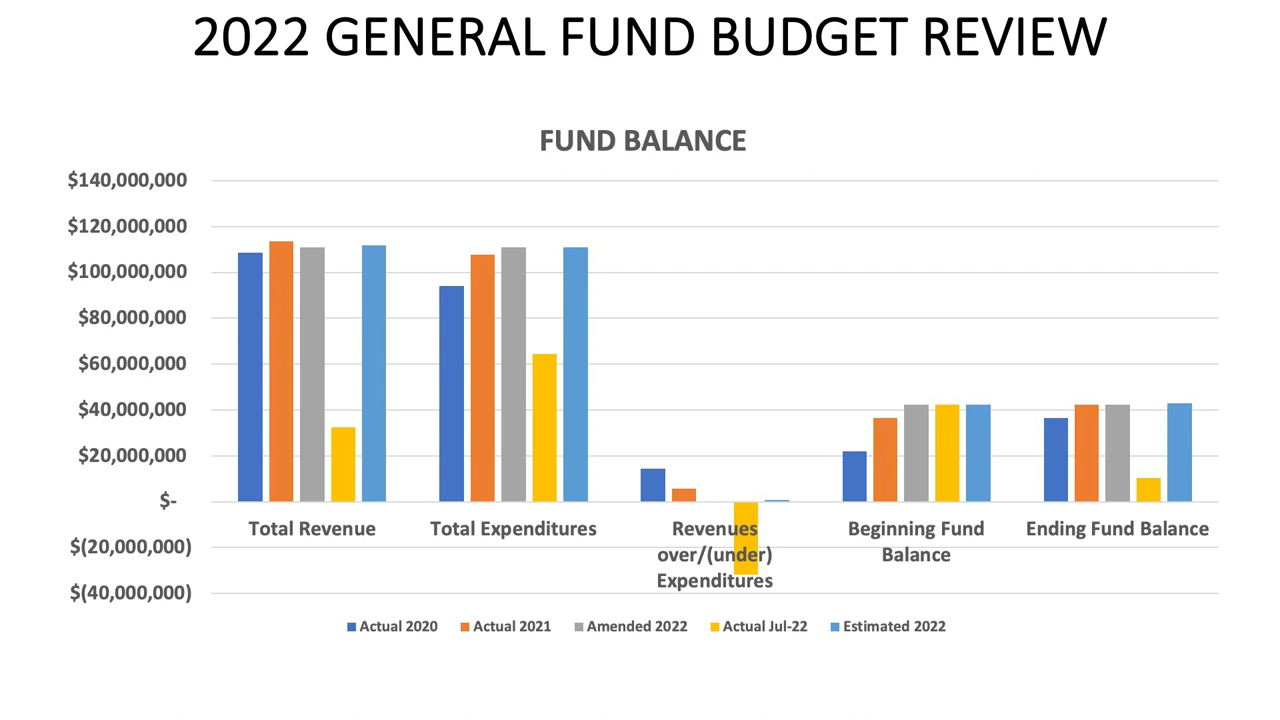 2022 GENERAL FUND BUDGET REVIEW
FUND BALANCE
$140,000,000
$120,000,000
$100,000,000
$80,000,000
$60,000,000
$40,000,000
$20,000,000
$-
$(20,000,000)
$(40,000,000)
Total Revenue
Total Expenditures
Revenues
over/(under)
Expenditures
Beginning Fund
Balance
Ending Fund Balance
Actual 2020
Actual 2021
Amended 2022
Actual Jul-22
Estimated 2022